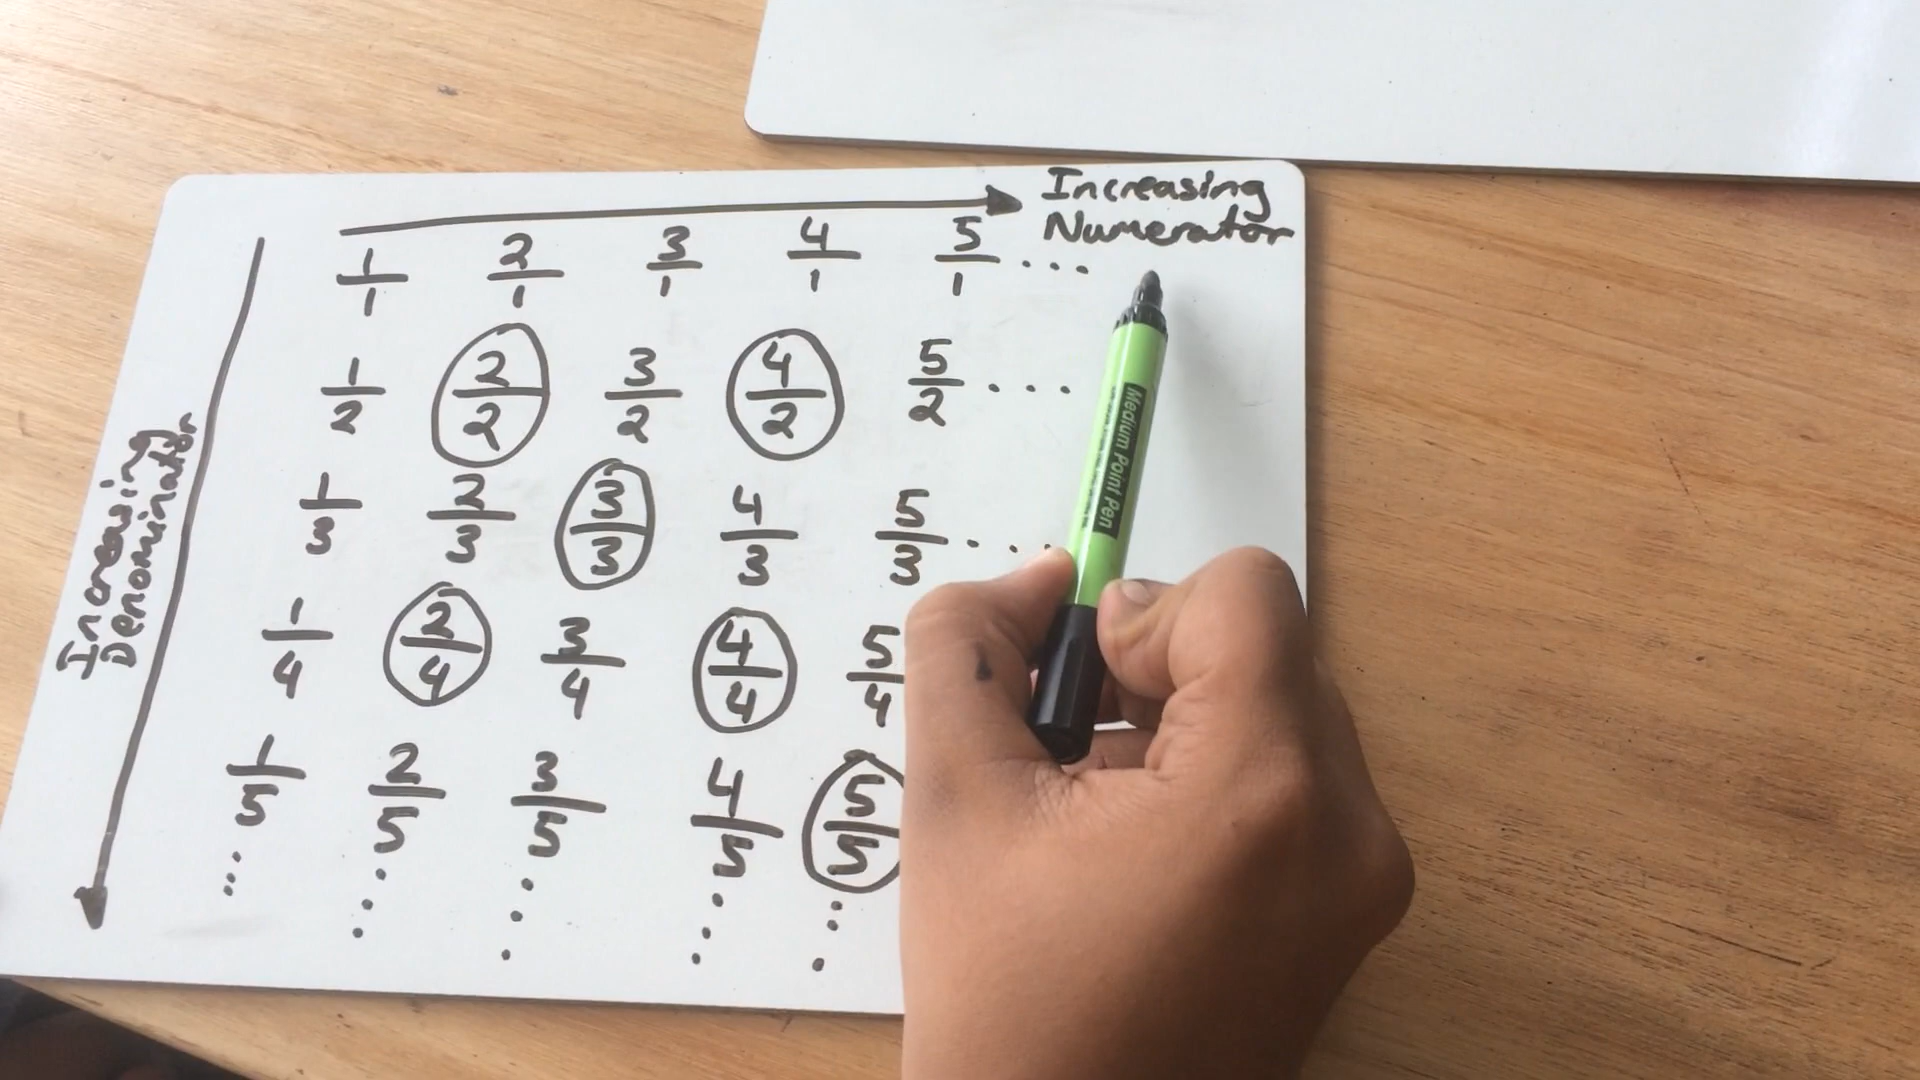 Increasing
Numerator
1/1 2/1 3/1 4/1 5/1 ...
1/2 2/2 3/2 4/2 5/2 ...
1/3 2/3 3/3 4/3 5/3 ...
1/4 2/4 3/4 4/4 5/4
1/5 2/5 3/5 4/5 5/5
Increasing
Denominator
Medium Point Pen